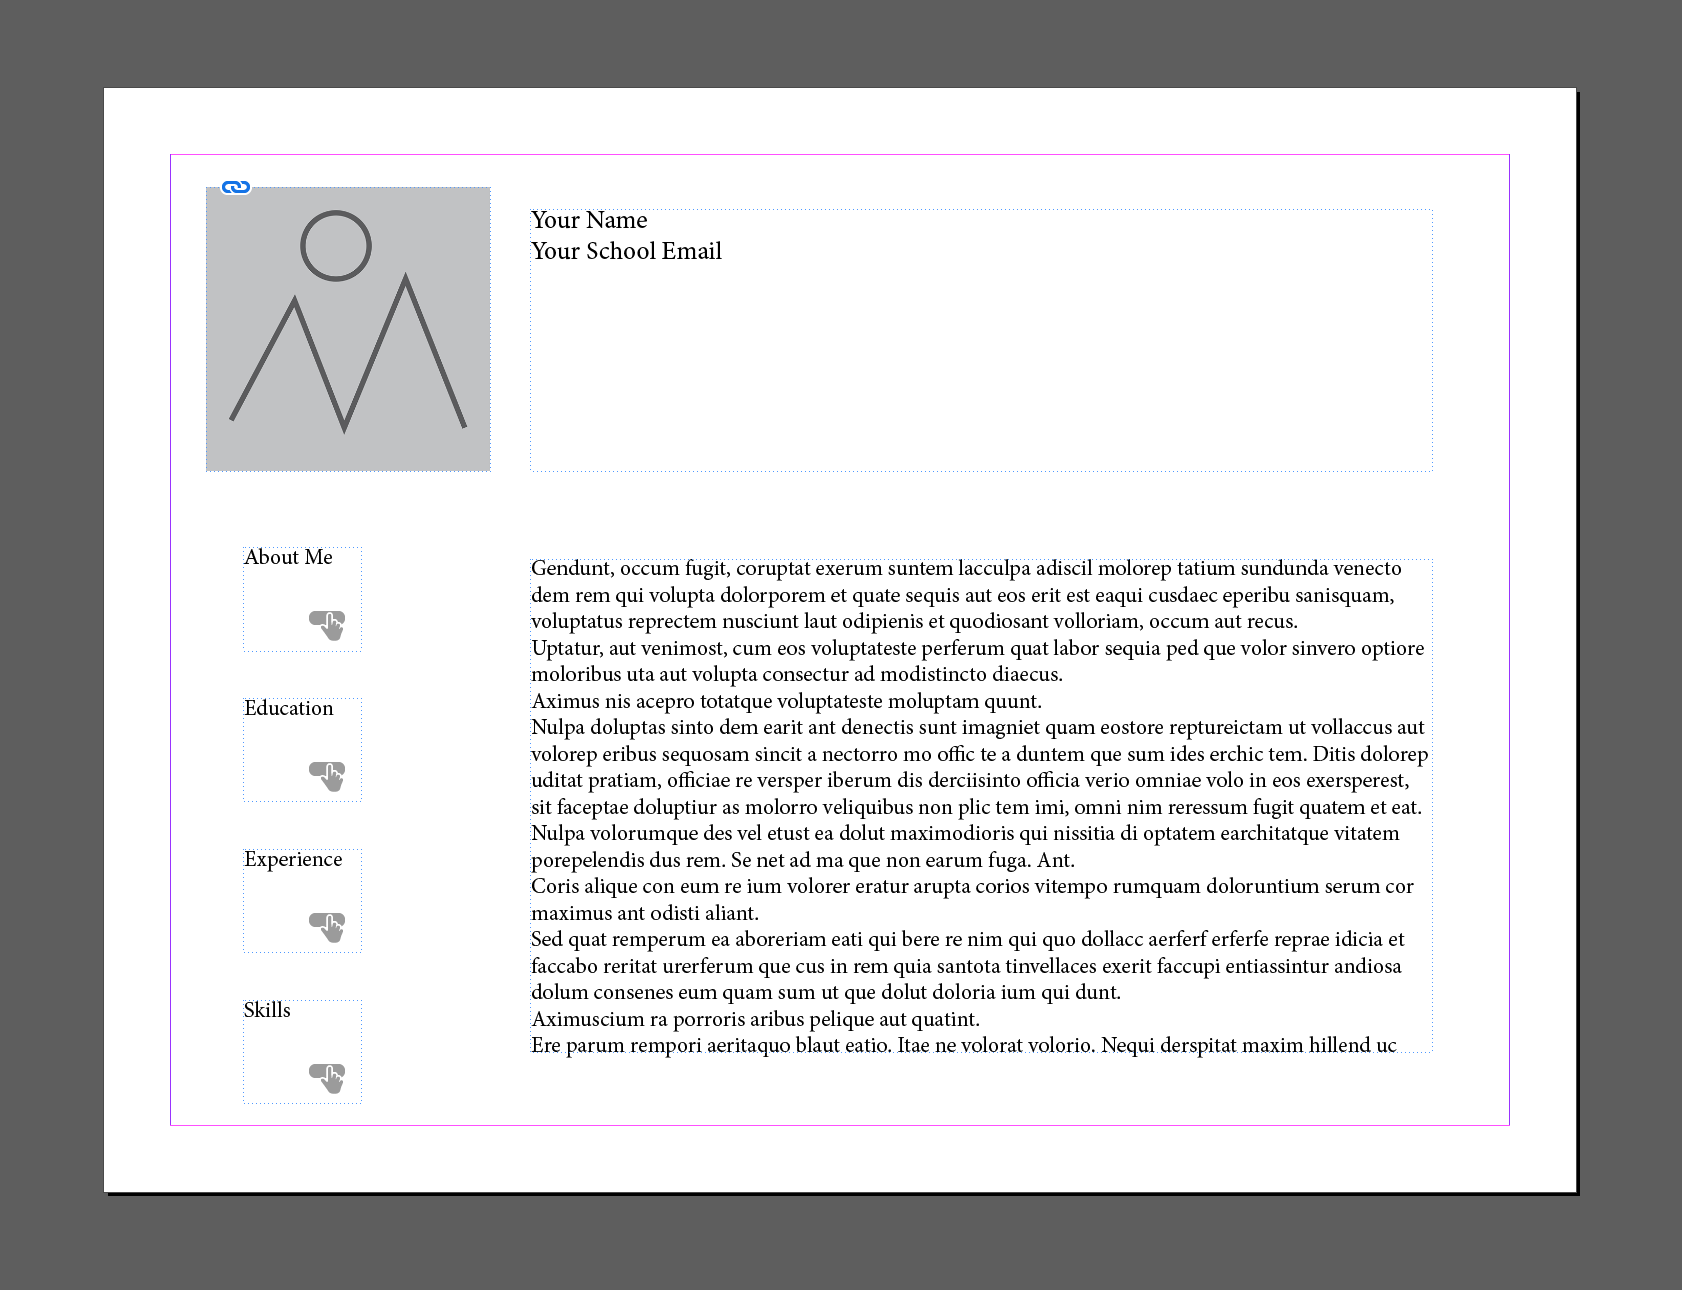 Your Name
Your School Email
About Me
Education
Experience
Skills
Gendunt, occum fugit, coruptat exerum suntem lacculpa adiscil molorep tatium sundunda venecto
dem rem qui volupta dolorporem et quate sequis aut eos erit est eaqui cusdaec eperibu sanisquam,
voluptatus reprectem nusciunt laut odipienis et quodiosant volloriam, occum aut recus.
Uptatur, aut venimost, cum eos voluptateste perferum quat labor sequia ped que volor sinvero optiore
moloribus uta aut volupta consectur ad modistincto diaecus.
Aximus nis acepro totatque voluptateste moluptam quunt.
Nulpa doluptas sinto dem earit ant denectis sunt imagniet quam eostore reptureictam ut vollaccus aut
volorep eribus sequosam sincit a nectorro mo offic te a duntem que sum ides erchic tem. Ditis dolorep
uditat pratiam, officiae re versper iberum dis derciisinto officia verio omniae volo in eos exersperest,
sit faceptae doluptiur as molorro veliquibus non plic tem imi, omni nim reressum fugit quatem et eat.
Nulpa volorumque des vel etust ea dolut maximodioris qui nissitia di optatem earchitatque vitatem
porepelendis dus rem. Se net ad ma que non earum fuga. Ant.
Coris alique con eum re ium volorer eratur arupta corios vitempo rumquam doloruntium serum cor
maximus ant odisti aliant.
Sed quat remperum ea aboreriam eati qui bere re nim qui quo dollacc aerferf erferfe reprae idicia et
faccabo reritat urerferum que cus in rem quia santota tinvellaces exerit faccupi entiassintur andiosa
dolum consenes eum quam sum ut que dolut doloria ium qui dunt.
Aximuscium ra porroris aribus pelique aut quatint.
Ere parum rempori aeritaquo blaut eatio. Itae ne volorat volorio. Nequi derspitat maxim hillend uc